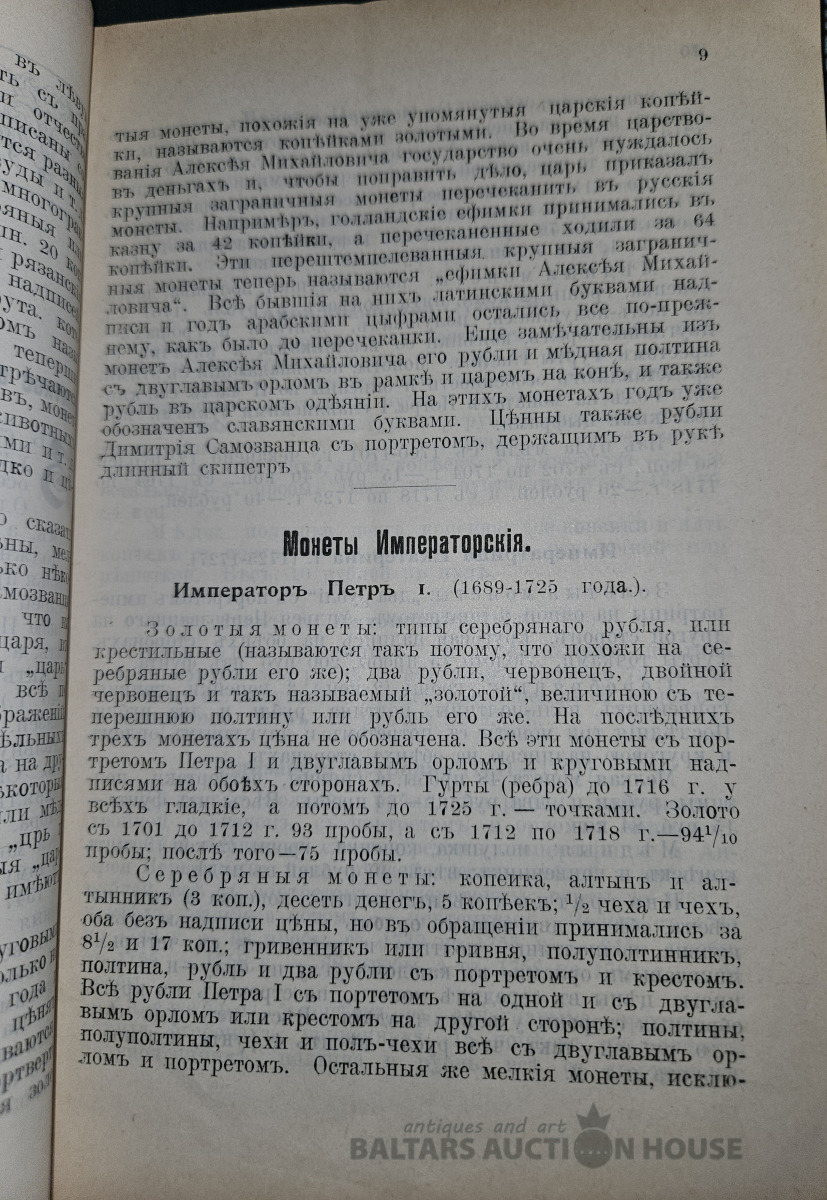 9
тыя монеты, похожія на уже упомянутыя царскія копѣй-
ки, называются копѣйками золотыми. Во время царство-
ванія Алексѣя Михайловича государство очень нуждалось
въ деньгахъ и, чтобы поправить дѣло, царь приказалъ
крупныя заграничныя монеты перечеканить въ русскія
монеты. Напримѣръ, голландскіе ефимки принимались въ
казну за 42 копѣйки, а перечеканенные ходили за 64
копѣйки. Эти перештемпелеванныя крупныя загранич-
ныя монеты теперь называются „ефимки Алексѣя Михай-
ловича“. Всѣ бывшія на нихъ латинскими буквами над-
писи и годъ арабскими цыфрами остались все по-преж-
нему, какъ было до перечеканки. Еще замѣчательны изъ
монетъ Алексѣя Михайловича его рубли и мѣдная полтина
съ двуглавымъ орломъ въ рамкѣ и царемъ на конѣ, и также
рубль въ царскомъ одѣяніи. На этихъ монетахъ годъ уже
обозначенъ славянскими буквами. Цѣнны также рубли
Димитрія Самозванца съ портретомъ, держащимъ въ рукѣ
длинный скипетръ
Монеты Императорскія.
Императоръ Петръ I. (1689-1725 года.).
Золотыя монеты: типы серебрянаго рубля, или
крестильные (называются такъ потому, что похожи на се-
ребряные рубли его же); два рубли, червонецъ, двойной
червонецъ и такъ называемый „золотой“, величиною съ те-
перешнюю полтину или рубль его же. На послѣднихъ
трехъ монетахъ цѣна не обозначена. Всѣ эти монеты съ пор-
третомъ Петра I и двуглавымъ орломъ и круговыми над-
писями на обоѣхъ сторонахъ. Гурты (ребра) до 1716 г. у
всѣхъ гладкіе, а потомъ до 1725 г. — точками. Золото
съ 1701 до 1712 г. 93 пробы, а съ 1712 по 1718 г.—94¹/₁₀
пробы; послѣ того—75 пробы.
Серебряныя монеты: копеика, алтынъ и ал-
тынникъ (3 коп.), десеть денегъ, 5 копѣекъ; ¹/₂ чеха и чехъ,
оба безъ надписи цѣны, но въ обращеніи принимались за
8¹/₂ и 17 коп.; гривенникъ или гривня, полуполтинникъ,
полтина, рубль и два рубли съ портретомъ и крестомъ.
Всѣ рубли Петра I съ портетомъ на одной и съ двугла-
вымъ орломъ или крестомъ на другой сторонѣ; полтины,
полуполтины, чехи и полъ-чехи всѣ съ двуглавымъ ор-
ломъ и портретомъ. Остальныя же мелкія монеты, исклю-
antiques and art
BALTARS AUCTION HOUSE